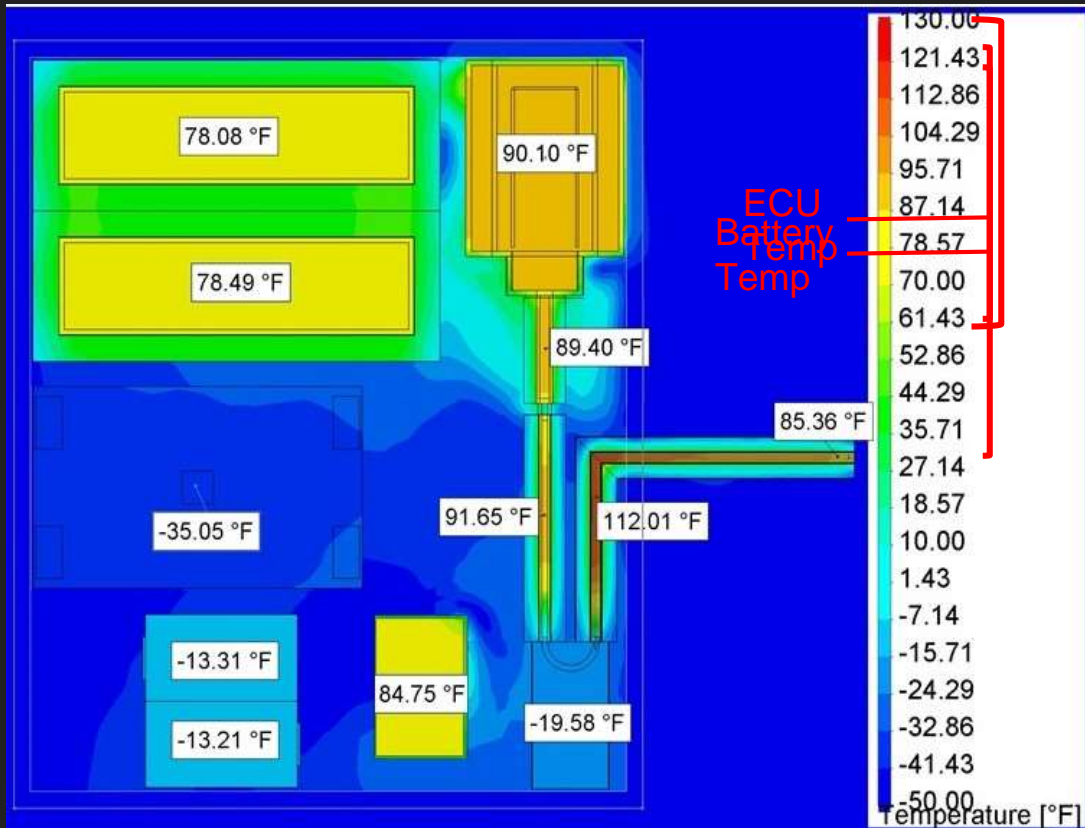 130.00
121.43
112.86
104.29
95.71
87.14
78.57
70.00
61.43
52.86
44.29
35.71
27.14
18.57
10.00
1.43
-7.14
-15.71
-24.29
-32.86
-41.43
-50.00
Temperature [°F]
ECU
Temp
Battery
Temp
78.08 °F
90.10 °F
78.49 °F
89.40 °F
85.36 °F
91.65 °F
112.01 °F
-35.05 °F
-13.31 °F
84.75 °F
-19.58 °F
-13.21 °F